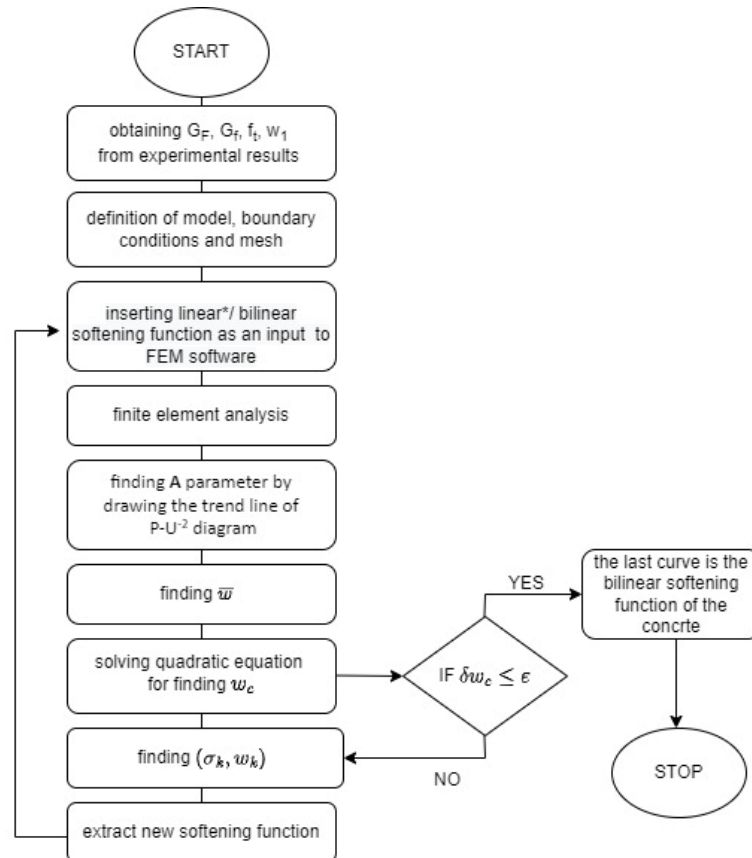 START
obtaining G_F, G_f, f_t, w_1
from experimental results
definition of model, boundary
conditions and mesh
inserting linear*/ bilinear
softening function as an input to
FEM software
finite element analysis
finding A parameter by
drawing the trend line of
P-U⁻² diagram
finding w̅
solving quadratic equation
for finding w_c
IF δw_c ≤ ϵ
YES
the last curve is the
bilinear softening
function of the
concrte
STOP
NO
finding (σ_k, w_k)
extract new softening function